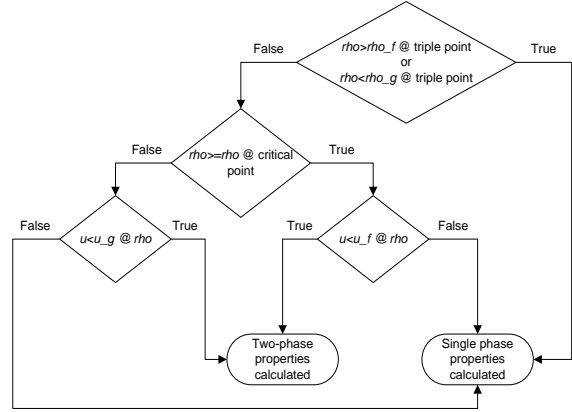 rho>rho_f @ triple point
or
rho<rho_g @ triple point
False
True
rho>=rho @ critical
point
False
True
u<u_g @ rho
False
True
u<u_f @ rho
True
False
Two-phase
properties
calculated
Single phase
properties
calculated